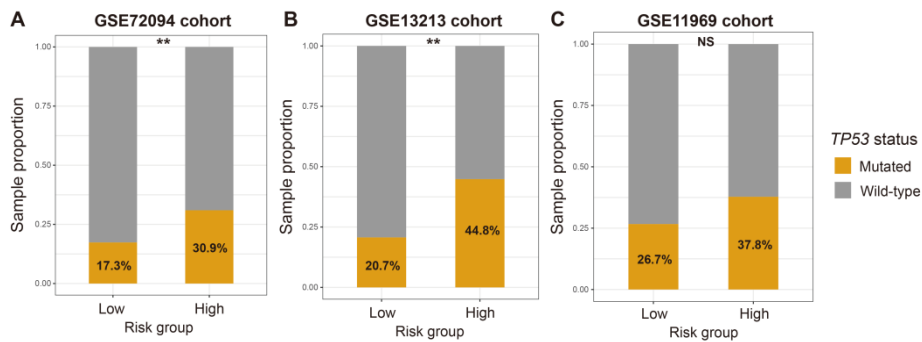 A
GSE72094 cohort
**
1.00
0.75
0.50
0.25
0.00
Sample proportion
17.3%
30.9%
Low
High
Risk group
B
GSE13213 cohort
**
1.00
0.75
0.50
0.25
0.00
Sample proportion
20.7%
44.8%
Low
High
Risk group
C
GSE11969 cohort
NS
1.00
0.75
0.50
0.25
0.00
Sample proportion
26.7%
37.8%
Low
High
Risk group
TP53 status
Mutated
Wild-type